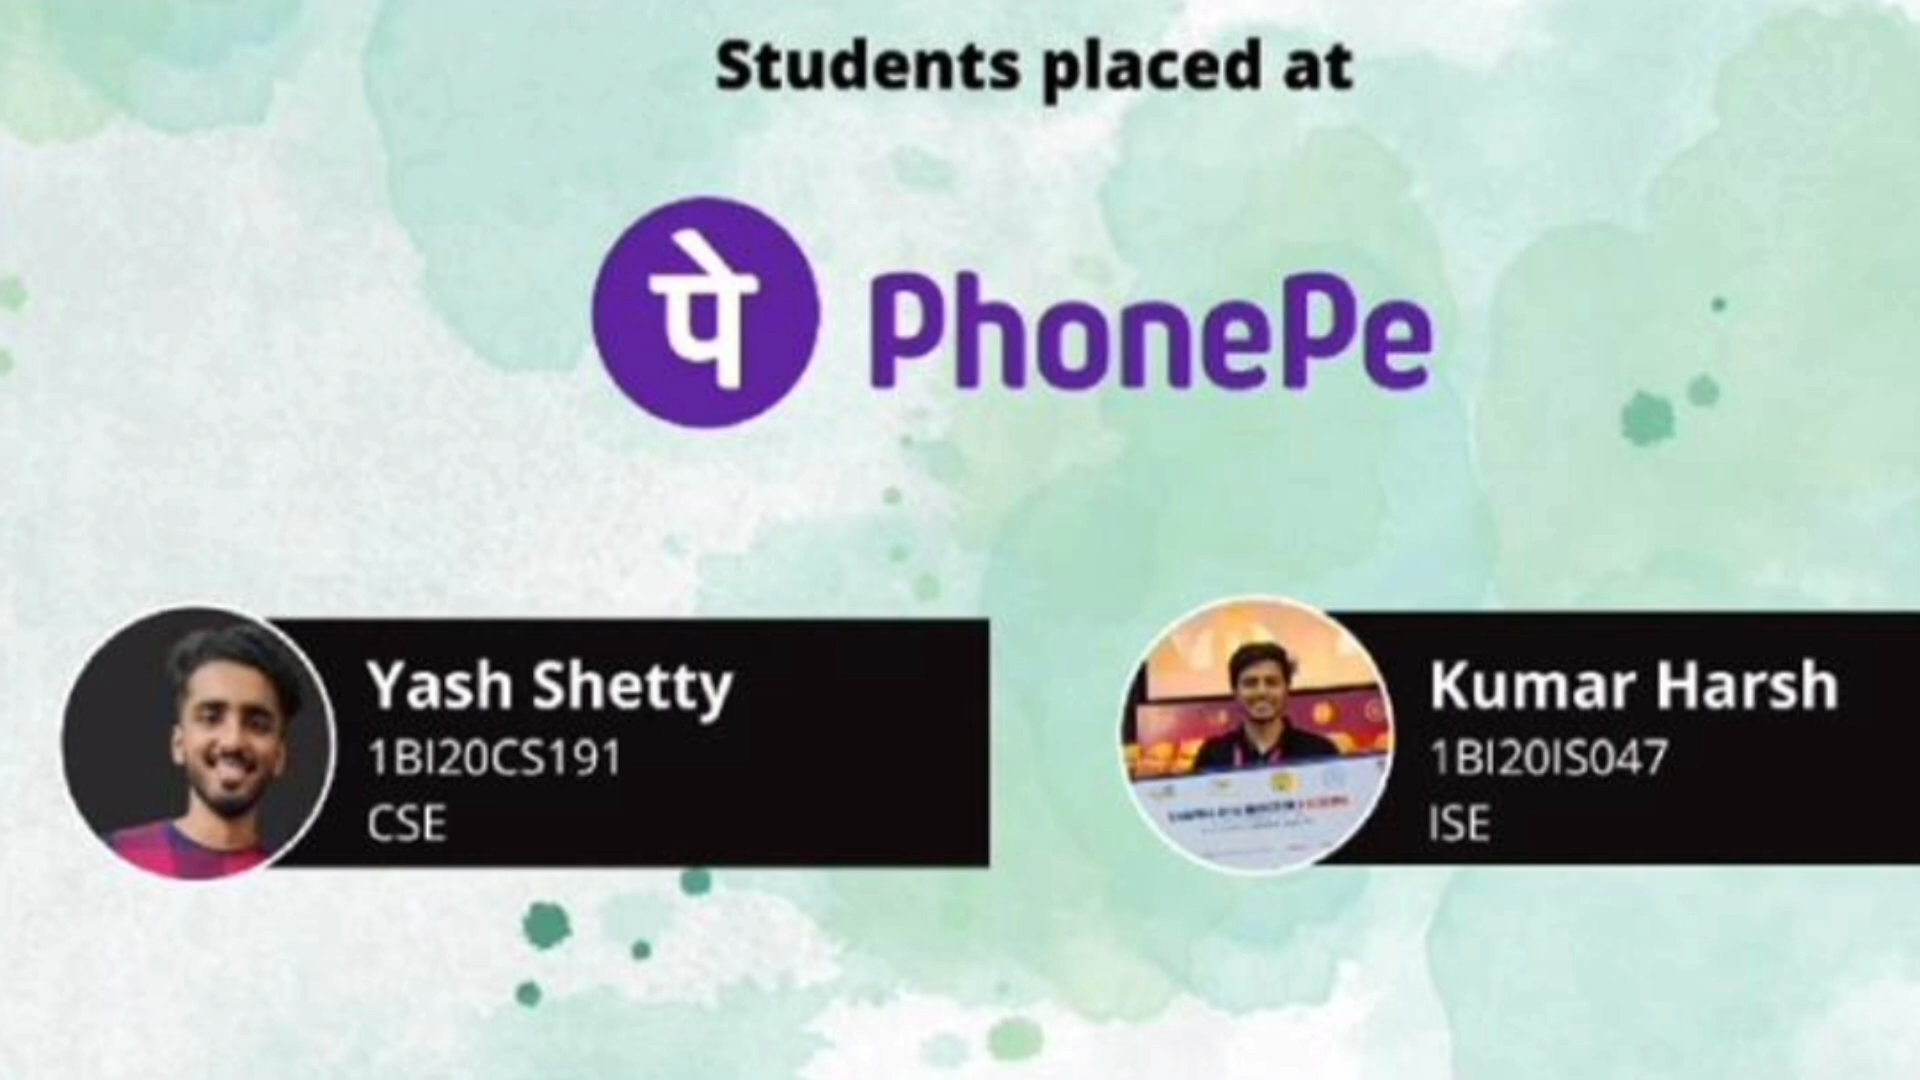 Students placed at
पे PhonePe
Yash Shetty
1BI20CS191
CSE
Kumar Harsh
1BI20IS047
ISE